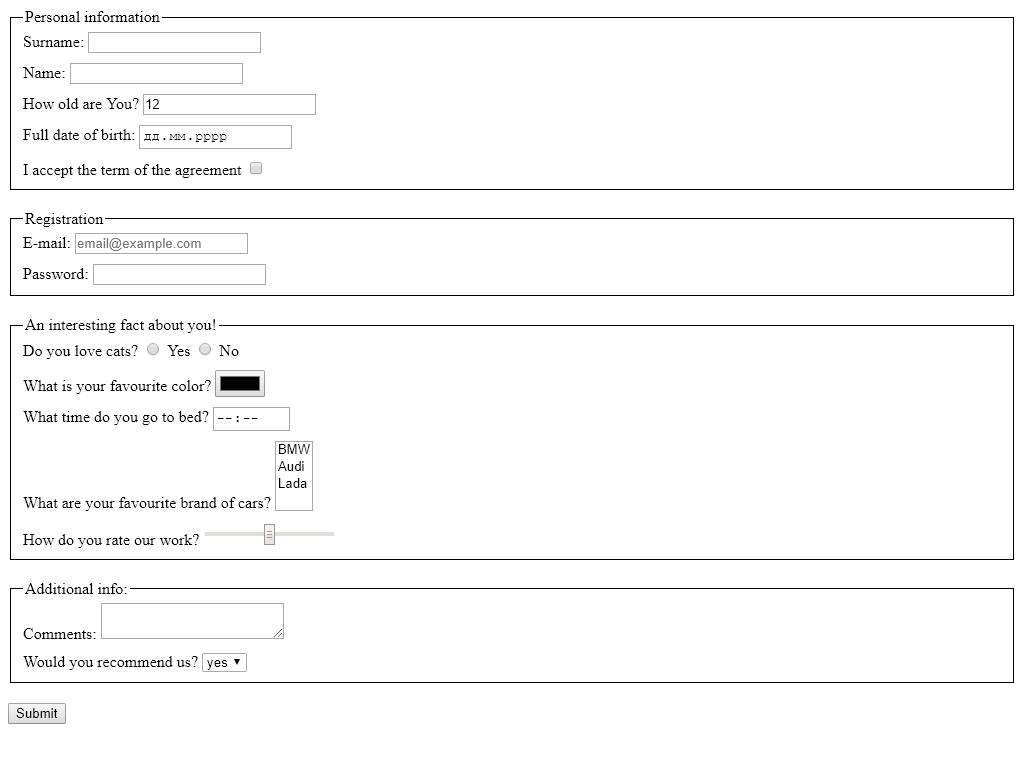 Personal information
Surname:
Name:
How old are You? 12
Full date of birth: дд.мм.рррр
I accept the term of the agreement
Registration
E-mail: email@example.com
Password:
An interesting fact about you!
Do you love cats? Yes No
What is your favourite color?
What time do you go to bed? --:--
BMW
Audi
Lada
What are your favourite brand of cars?
How do you rate our work?
Additional info:
Comments:
Would you recommend us? yes
Submit